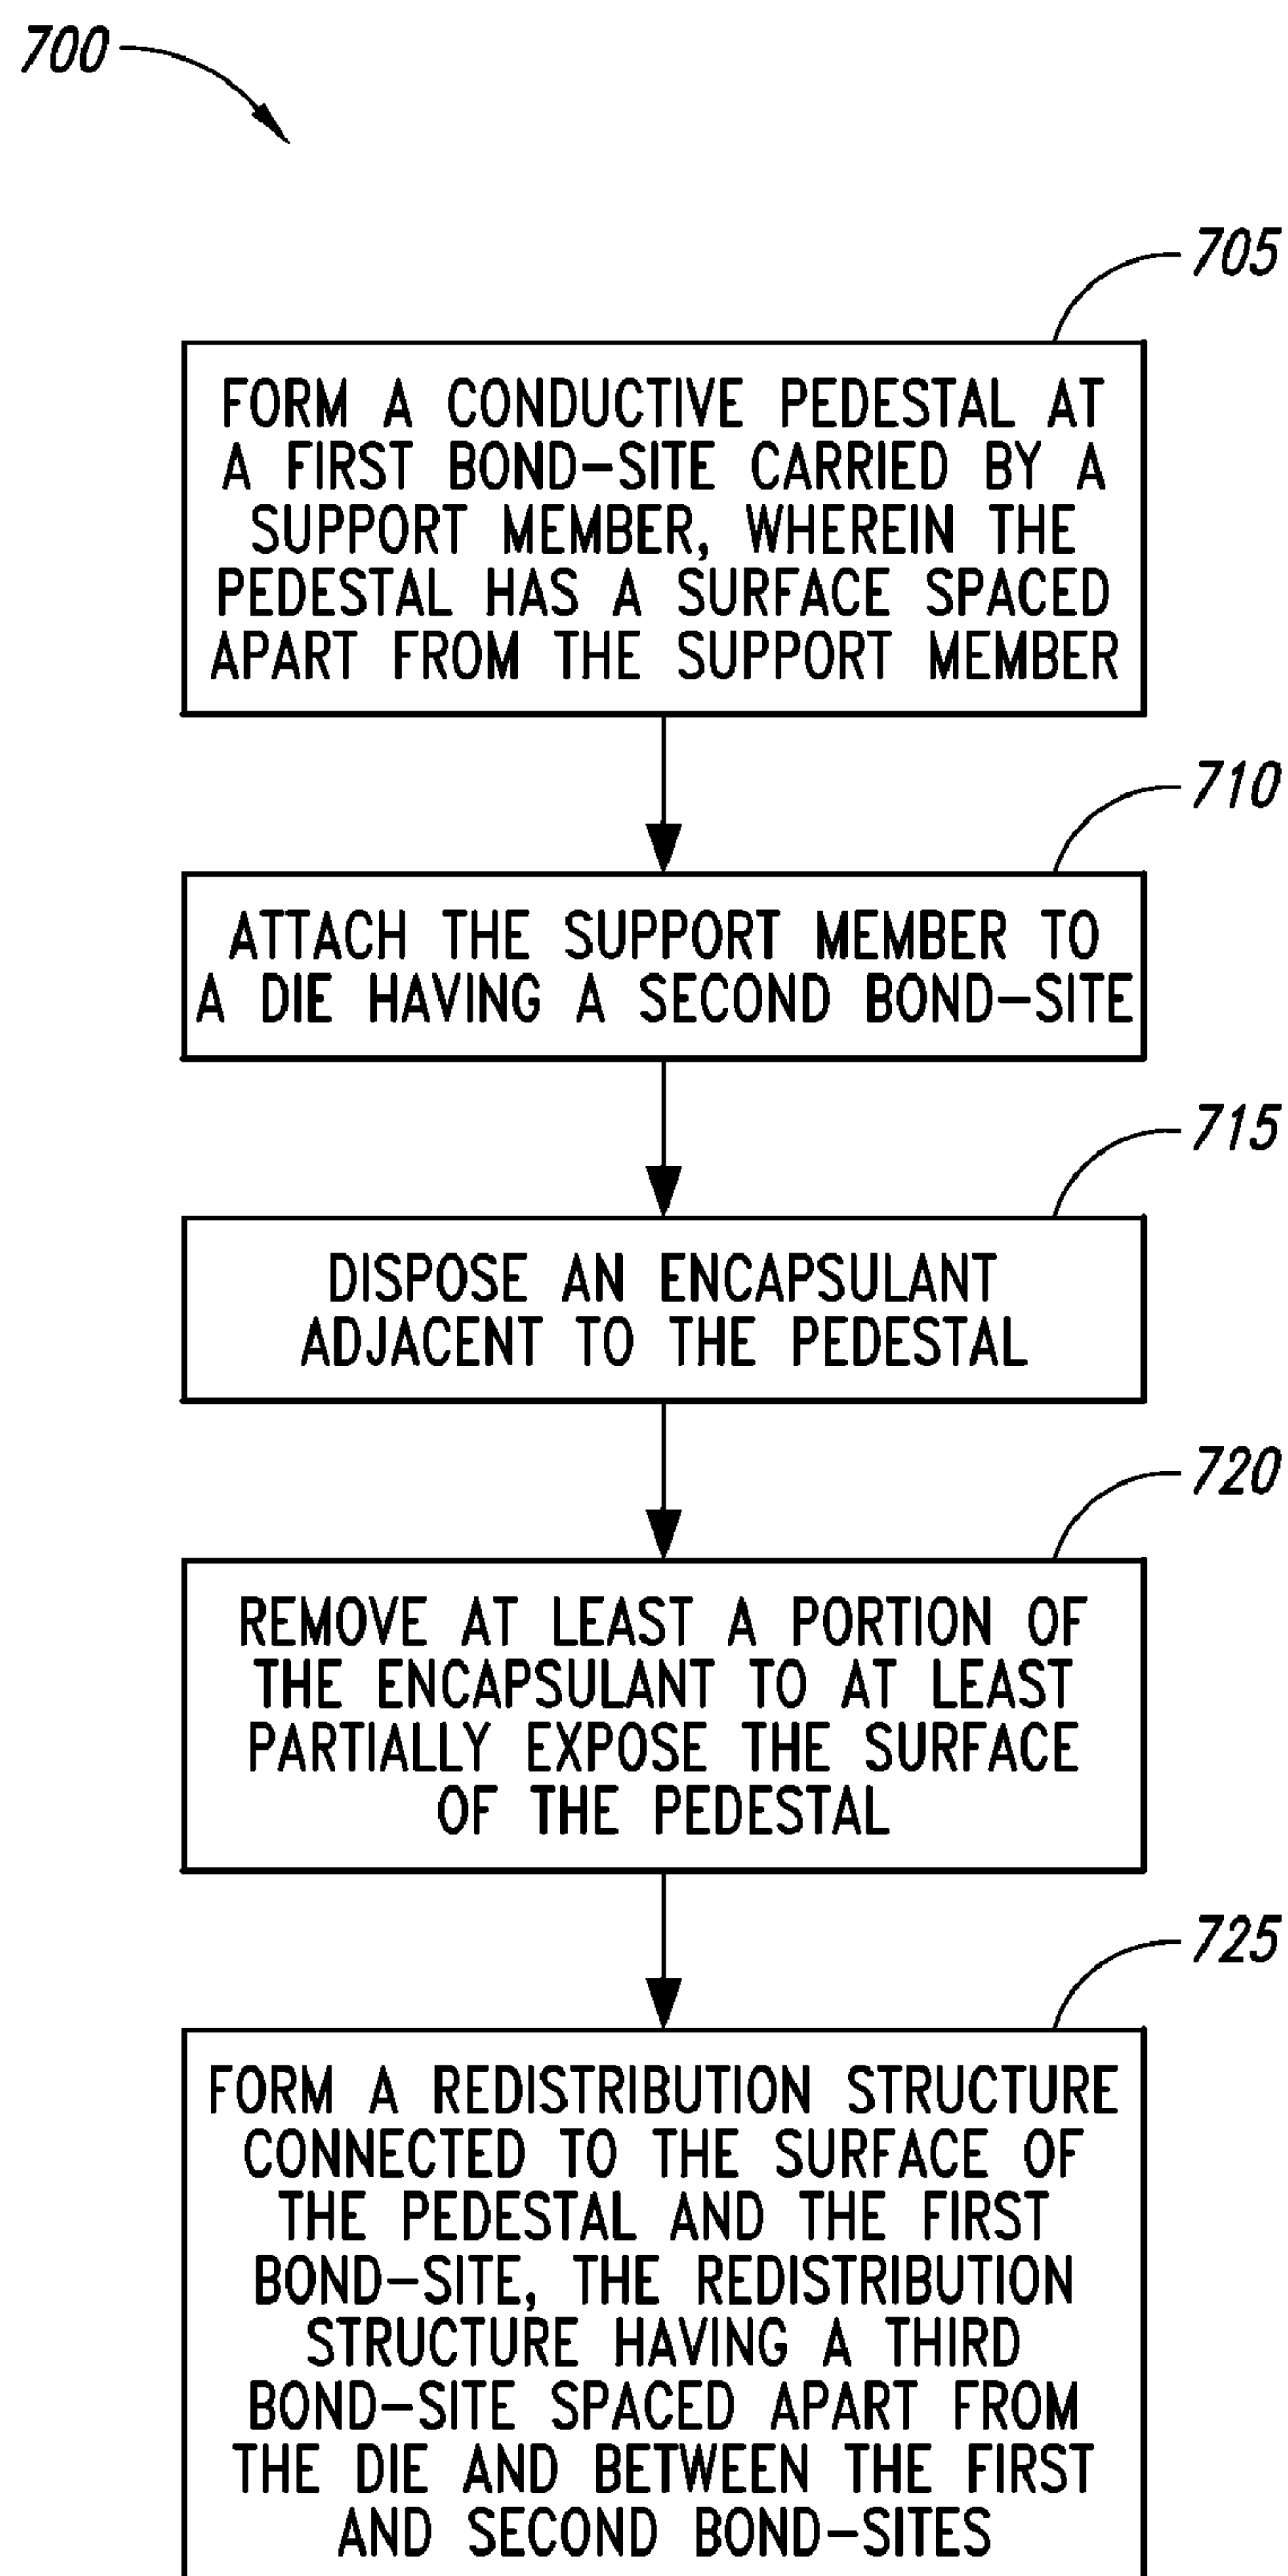 700
705
FORM A CONDUCTIVE PEDESTAL AT
A FIRST BOND-SITE CARRIED BY A
SUPPORT MEMBER, WHEREIN THE
PEDESTAL HAS A SURFACE SPACED
APART FROM THE SUPPORT MEMBER
710
ATTACH THE SUPPORT MEMBER TO
A DIE HAVING A SECOND BOND-SITE
715
DISPOSE AN ENCAPSULANT
ADJACENT TO THE PEDESTAL
720
REMOVE AT LEAST A PORTION OF
THE ENCAPSULANT TO AT LEAST
PARTIALLY EXPOSE THE SURFACE
OF THE PEDESTAL
725
FORM A REDISTRIBUTION STRUCTURE
CONNECTED TO THE SURFACE OF
THE PEDESTAL AND THE FIRST
BOND-SITE, THE REDISTRIBUTION
STRUCTURE HAVING A THIRD
BOND-SITE SPACED APART FROM
THE DIE AND BETWEEN THE FIRST
AND SECOND BOND-SITES